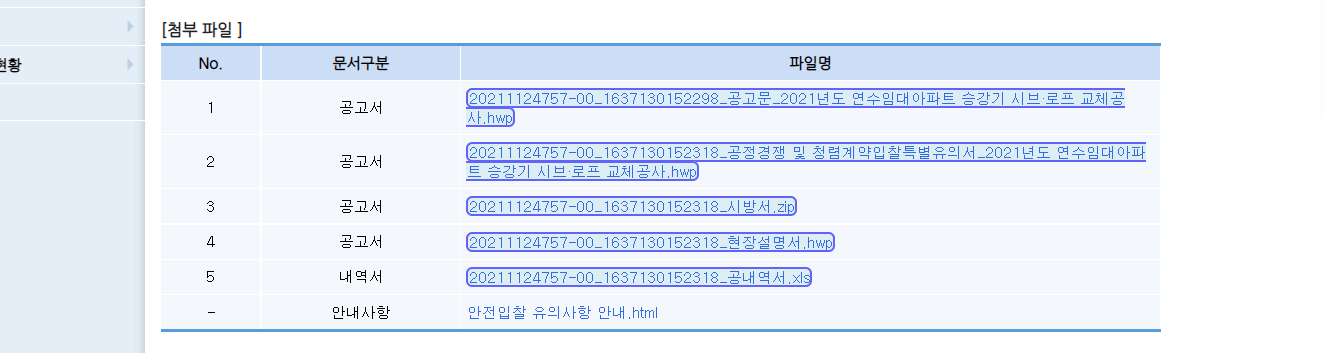 [첨부 파일 ]
현황
No. 문서구분 파일명
1 공고서 20211124757-00_1637130152298_공고문_2021년도 연수임대아파트 승강기 시브·로프 교체공
사.hwp
2 공고서 20211124757-00_1637130152318_공정경쟁 및 청렴계약입찰특별유의서_2021년도 연수임대아파
트 승강기 시브·로프 교체공사.hwp
3 공고서 20211124757-00_1637130152318_시방서.zip
4 공고서 20211124757-00_1637130152318_현장설명서.hwp
5 내역서 20211124757-00_1637130152318_공내역서.xls
- 안내사항 안전입찰 유의사항 안내.html